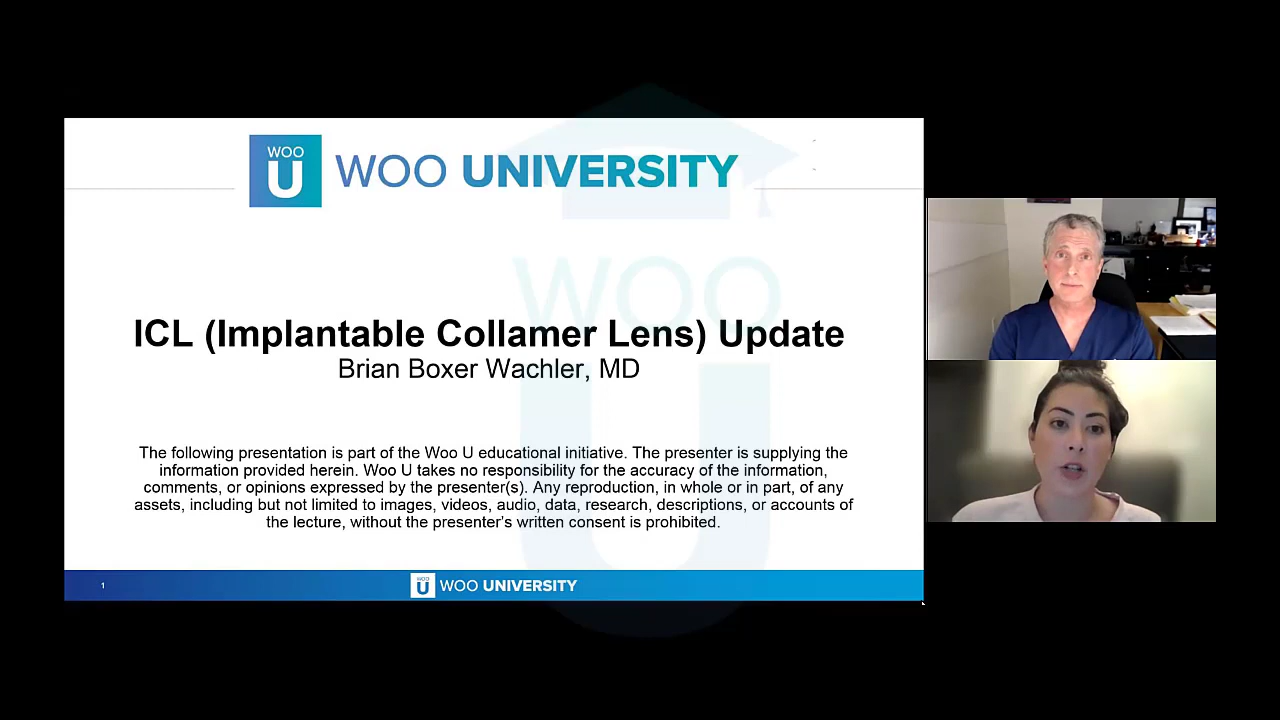 WOO
U
WOO UNIVERSITY
WOO
U
ICL (Implantable Collamer Lens) Update
Brian Boxer Wachler, MD
The following presentation is part of the Woo U educational initiative. The presenter is supplying the
information provided herein. Woo U takes no responsibility for the accuracy of the information,
comments, or opinions expressed by the presenter(s). Any reproduction, in whole or in part, of any
assets, including but not limited to images, videos, audio, data, research, descriptions, or accounts of
the lecture, without the presenter's written consent is prohibited.
1
WOO
U
WOO UNIVERSITY